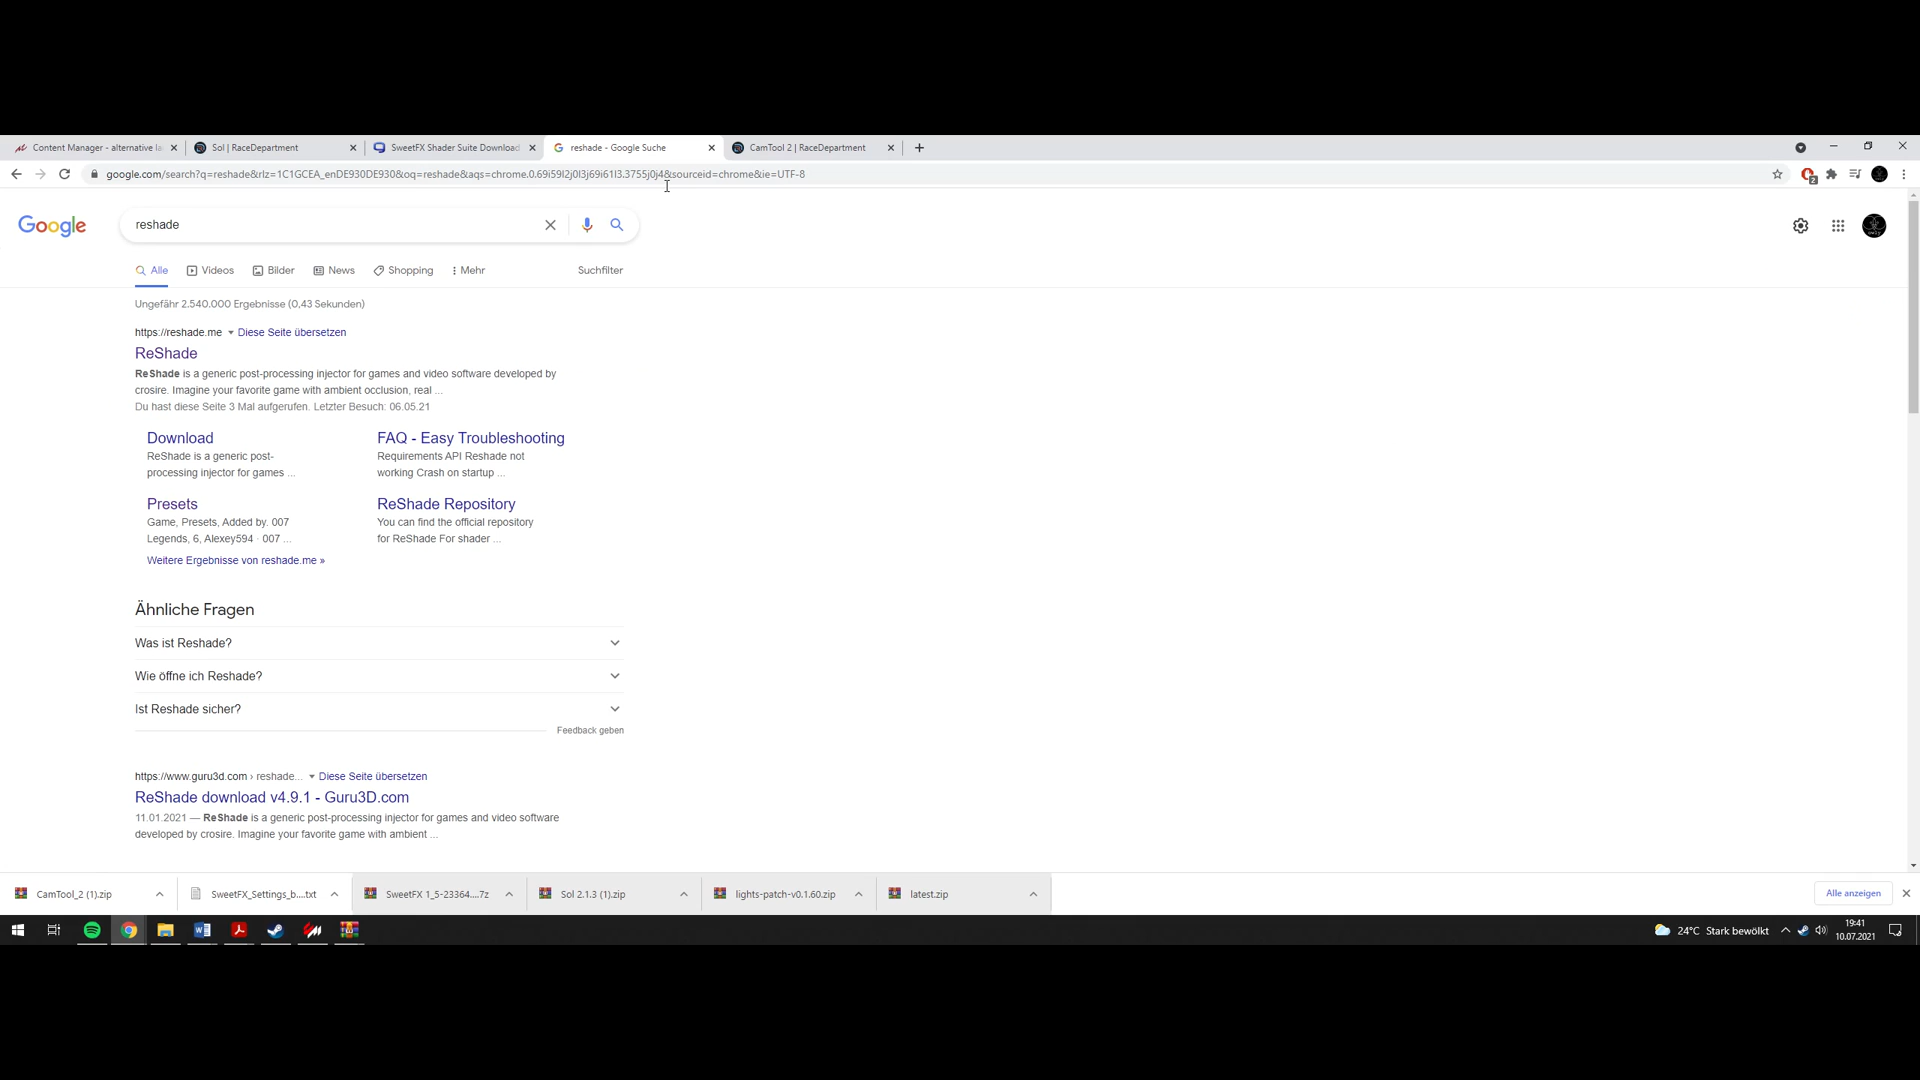 Content Manager - alternative la
Sol | RaceDepartment
SweetFX Shader Suite Download
reshade - Google Suche
CamTool 2 | RaceDepartment
google.com/search?q=reshade&rlz=1C1GCEA_enDE930DE930&oq=reshade&aqs=chrome.0.69i59l2j0l3j69i61l3.3755j0j4&sourceid=chrome&ie=UTF-8
2
Google
reshade
Alle
Videos
Bilder
News
Shopping
Mehr
Suchfilter
Ungefähr 2.540.000 Ergebnisse (0,43 Sekunden)
https://reshade.me Diese Seite übersetzen
ReShade
ReShade is a generic post-processing injector for games and video software developed by
crosire. Imagine your favorite game with ambient occlusion, real ...
Du hast diese Seite 3 Mal aufgerufen. Letzter Besuch: 06.05.21
Download
ReShade is a generic post-
processing injector for games ...
FAQ - Easy Troubleshooting
Requirements API Reshade not
working Crash on startup ...
Presets
Game, Presets, Added by. 007
Legends, 6, Alexey594 · 007 ...
ReShade Repository
You can find the official repository
for ReShade For shader ...
Weitere Ergebnisse von reshade.me »
Ähnliche Fragen
Was ist Reshade?
Wie öffne ich Reshade?
Ist Reshade sicher?
Feedback geben
https://www.guru3d.com › reshade... Diese Seite übersetzen
ReShade download v4.9.1 - Guru3D.com
11.01.2021 — ReShade is a generic post-processing injector for games and video software
developed by crosire. Imagine your favorite game with ambient ...
CamTool_2 (1).zip
SweetFX_Settings_b....txt
SweetFX 1_5-23364....7z
Sol 2.1.3 (1).zip
lights-patch-v0.1.60.zip
latest.zip
Alle anzeigen
24°C Stark bewölkt
19:41
10.07.2021